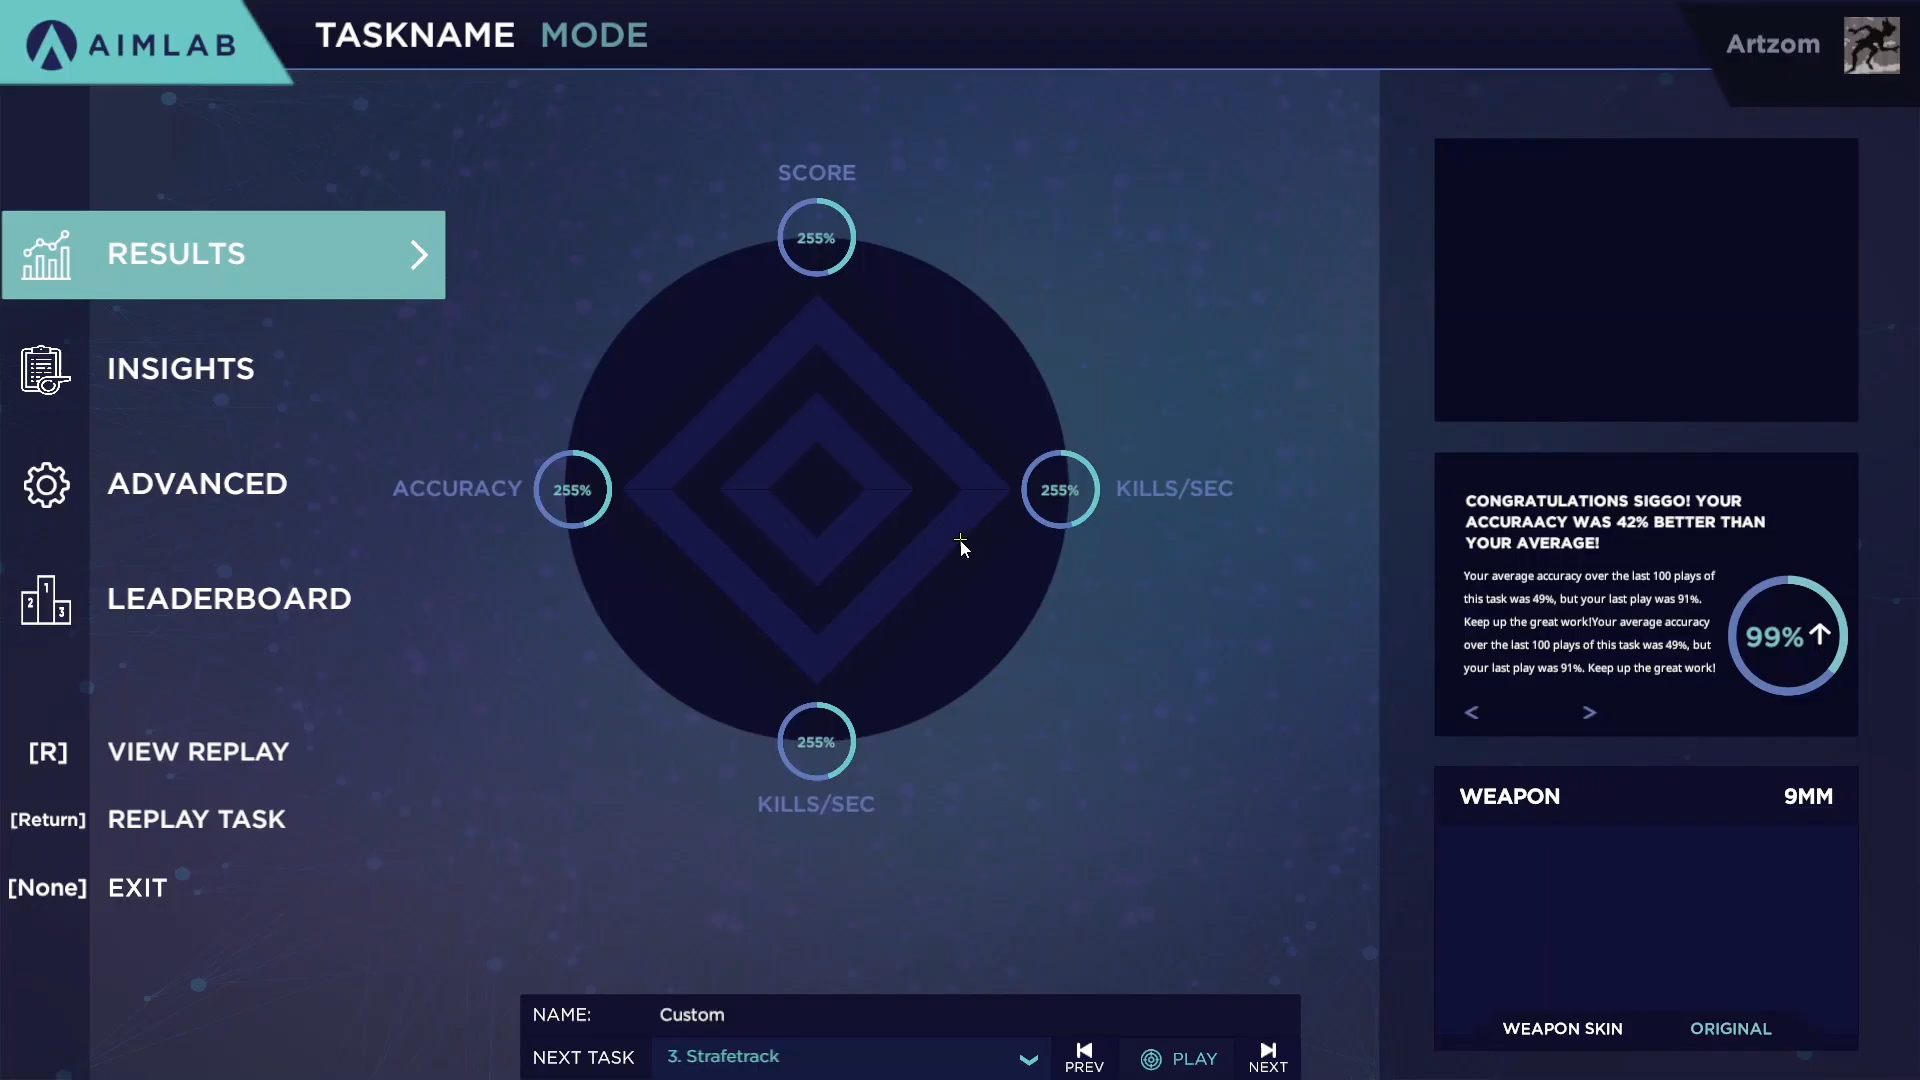 AIMLAB
TASKNAME MODE
Artzom
RESULTS
INSIGHTS
ADVANCED
LEADERBOARD
[R] VIEW REPLAY
[Return] REPLAY TASK
[None] EXIT
SCORE
255%
ACCURACY 255%
255% KILLS/SEC
255%
KILLS/SEC
CONGRATULATIONS SIGGO! YOUR
ACCURAACY WAS 42% BETTER THAN
YOUR AVERAGE!
Your average accuracy over the last 100 plays of
this task was 49%, but your last play was 91%.
Keep up the great work!Your average accuracy
over the last 100 plays of this task was 49%, but
your last play was 91%. Keep up the great work!
99%
< >
WEAPON 9MM
WEAPON SKIN ORIGINAL
NAME: Custom
NEXT TASK 3. Strafetrack
PREV PLAY NEXT